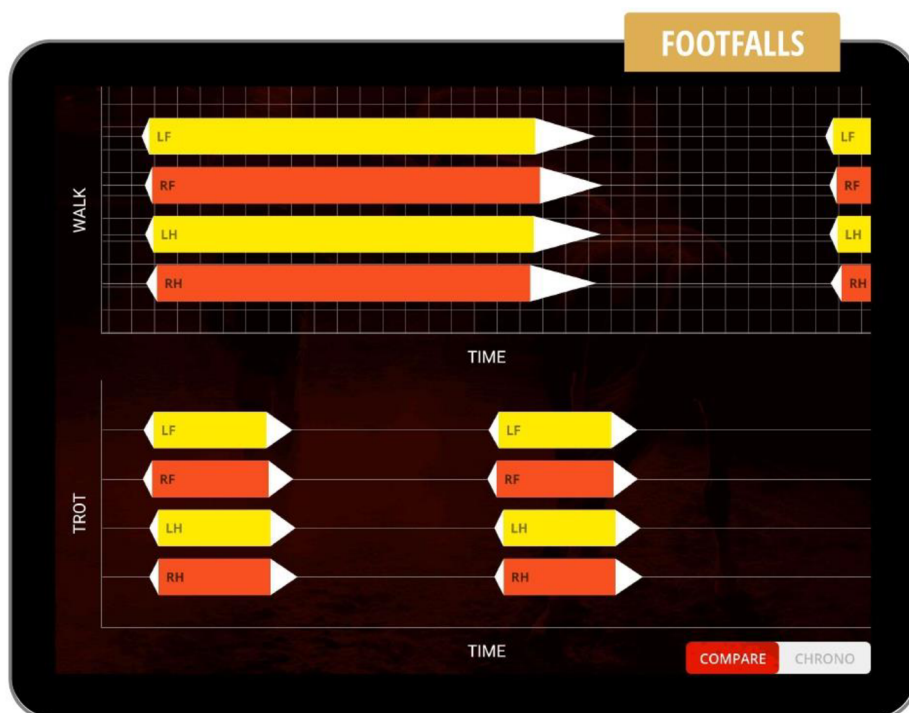 FOOTFALLS
WALK
LF LF
RF RF
LH LH
RH RH
TIME
TROT
LF LF
RF RF
LH LH
RH RH
TIME
COMPARE CHRONO